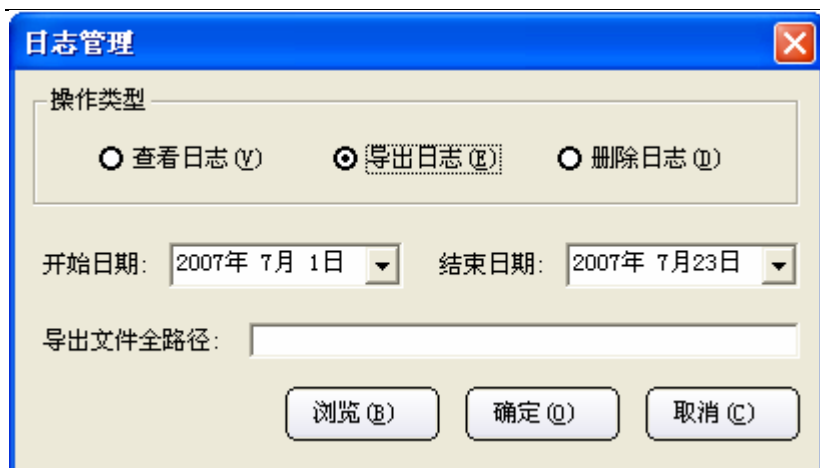 日志管理
操作类型
查看日志(V) 导出日志(E) 删除日志(D)
开始日期: 2007年 7月 1日 结束日期: 2007年 7月23日
导出文件全路径:
浏览(B) 确定(O) 取消(C)